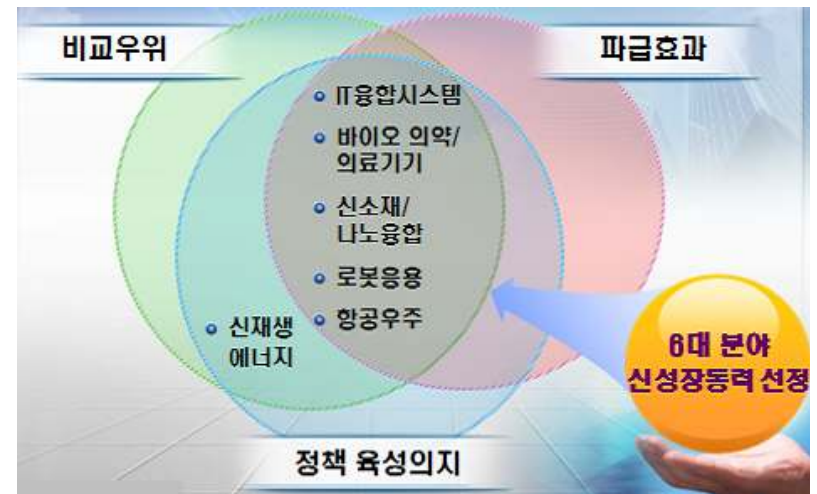 비교우위
파급효과
IT융합시스템
바이오 의약/
의료기기
신소재/
나노융합
로봇응용
항공우주
신재생
에너지
6대 분야
신성장동력 선정
정책 육성의지